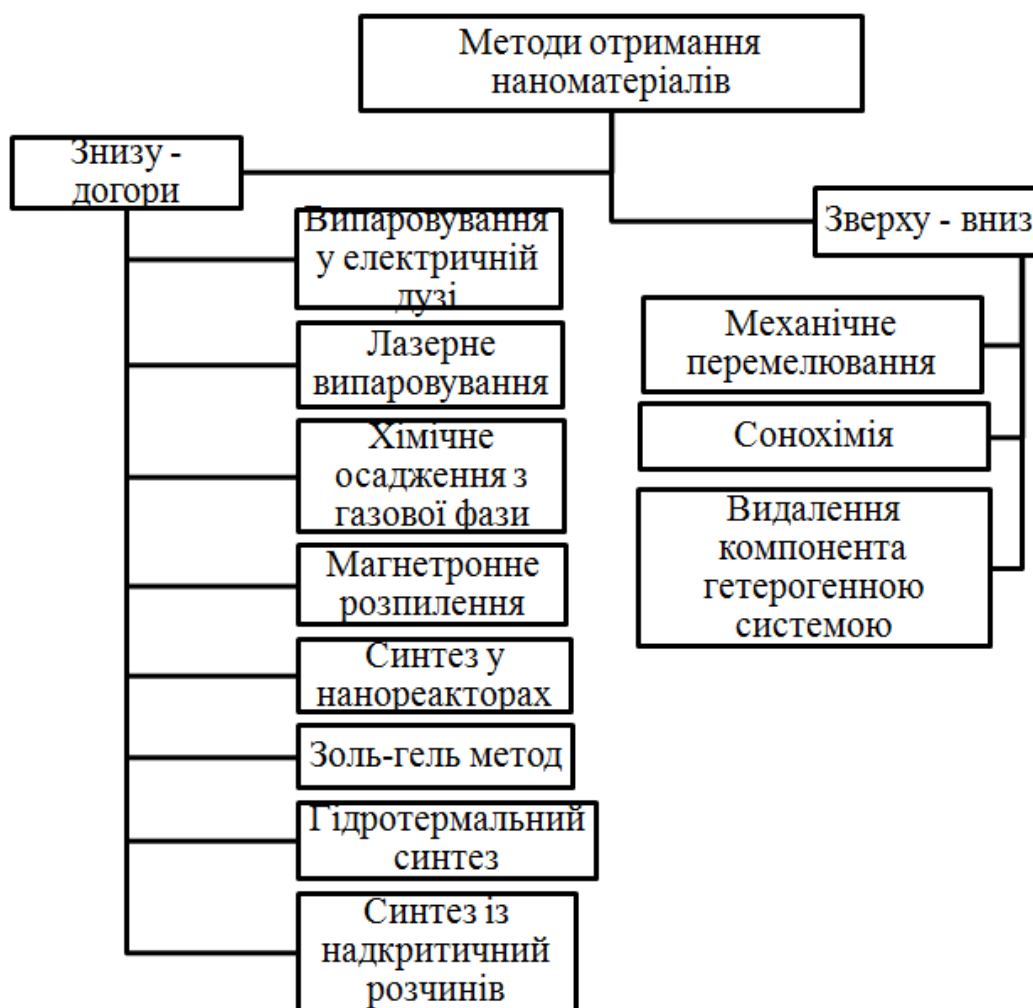 Методи отримання
наноматеріалів
Знизу -
догори
Випаровування
у електричній
дузі
Лазерне
випаровування
Хімічне
осадження з
газової фази
Магнетронне
розпилення
Синтез у
нанореакторах
Золь-гель метод
Гідротермальний
синтез
Синтез із
надкритичний
розчинів
Зверху - вниз
Механічне
перемелювання
Сонохімія
Видалення
компонента
гетерогенною
системою